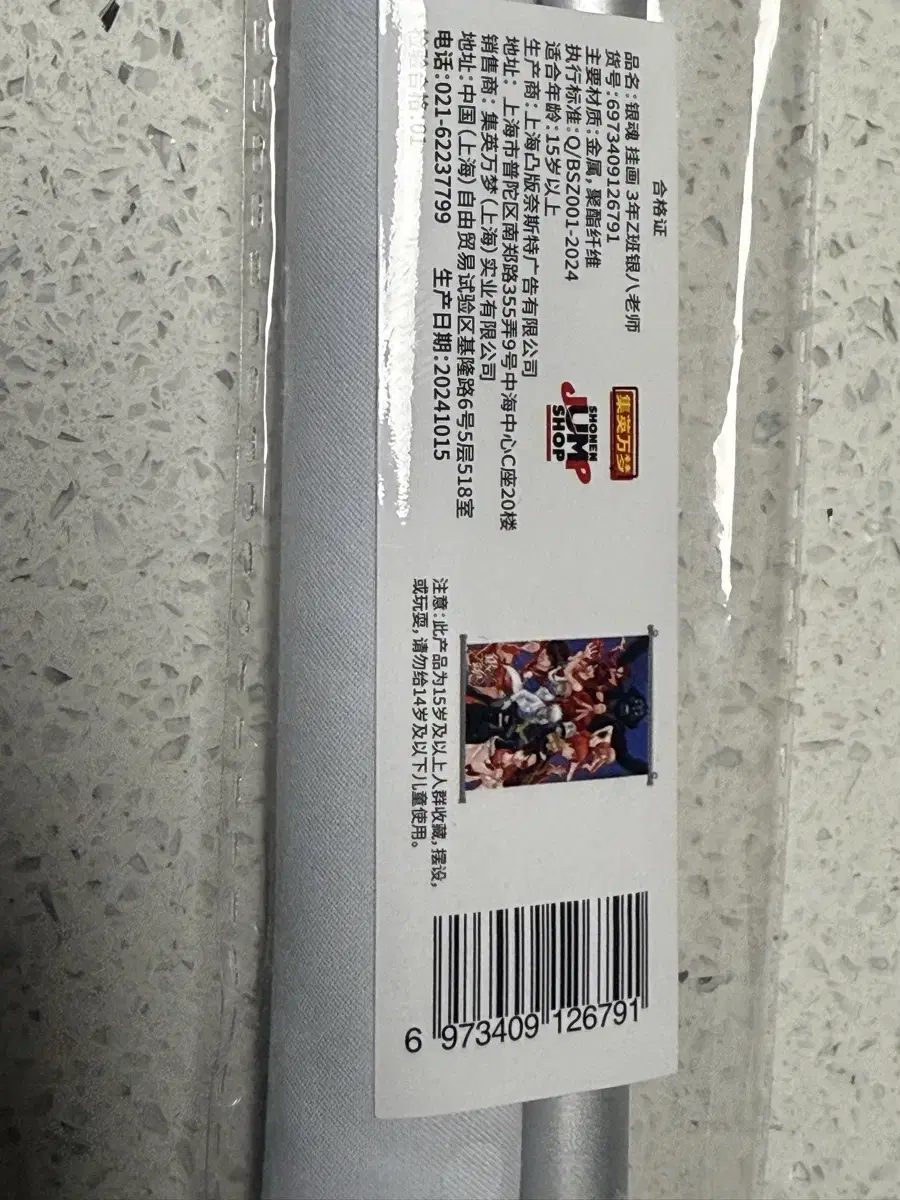 合格证
品名:银魂 挂画 3年Z班银八老师
货号:6973409126791
主要材质:金属,聚酯纤维
执行标准:Q/BSZ001-2024
适合年龄:15岁以上
生产商:上海凸版奈斯特广告有限公司
地址: 上海市普陀区南郑路355弄9号中海中心C座20楼
销售商: 集英万梦(上海)实业有限公司
地址:中国(上海)自由贸易试验区基隆路6号5层518室
电话:021-62237799 生产日期:20241015
检验合格:01
集英万梦
SHONEN
JUMP
SHOP
注意:此产品为15岁及以上人群收藏,摆设,
或玩耍,请勿给14岁及以下儿童使用。
6 973409 126791